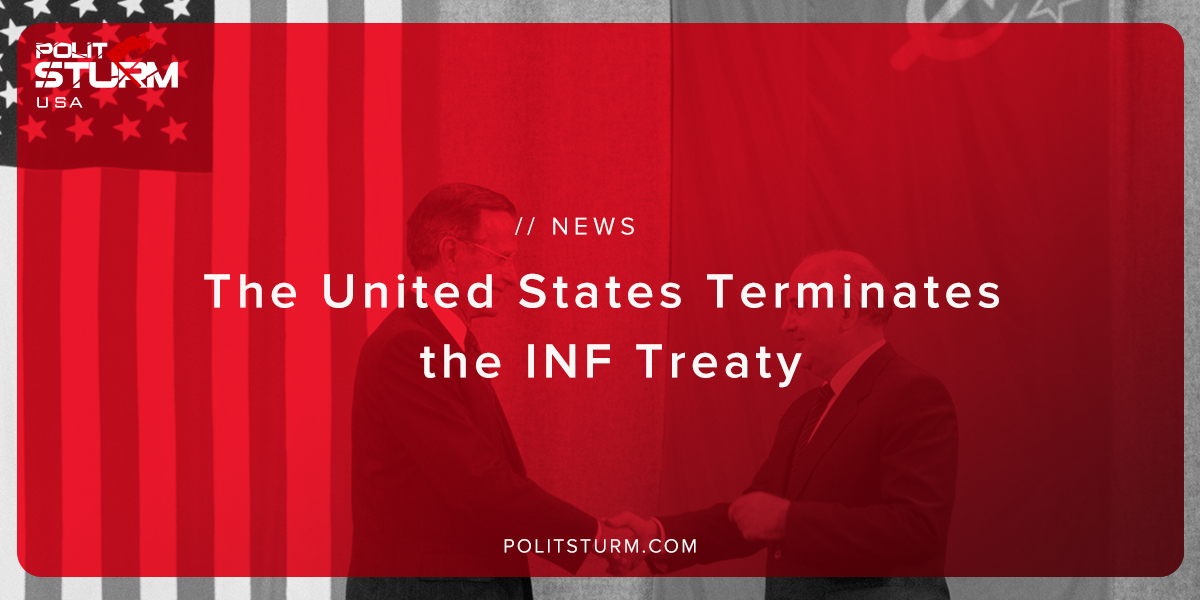 POLIT
STURM
USA
// NEWS
The United States Terminates
the INF Treaty
POLITSTURM.COM